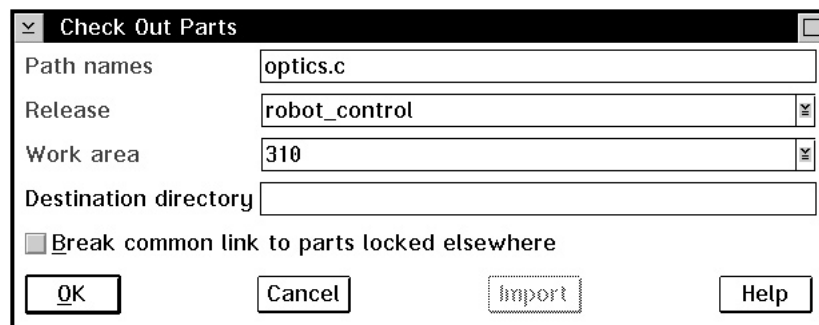 Check Out Parts
Path names optics.c
Release robot_control
Work area 310
Destination directory
Break common link to parts locked elsewhere
OK Cancel Import Help